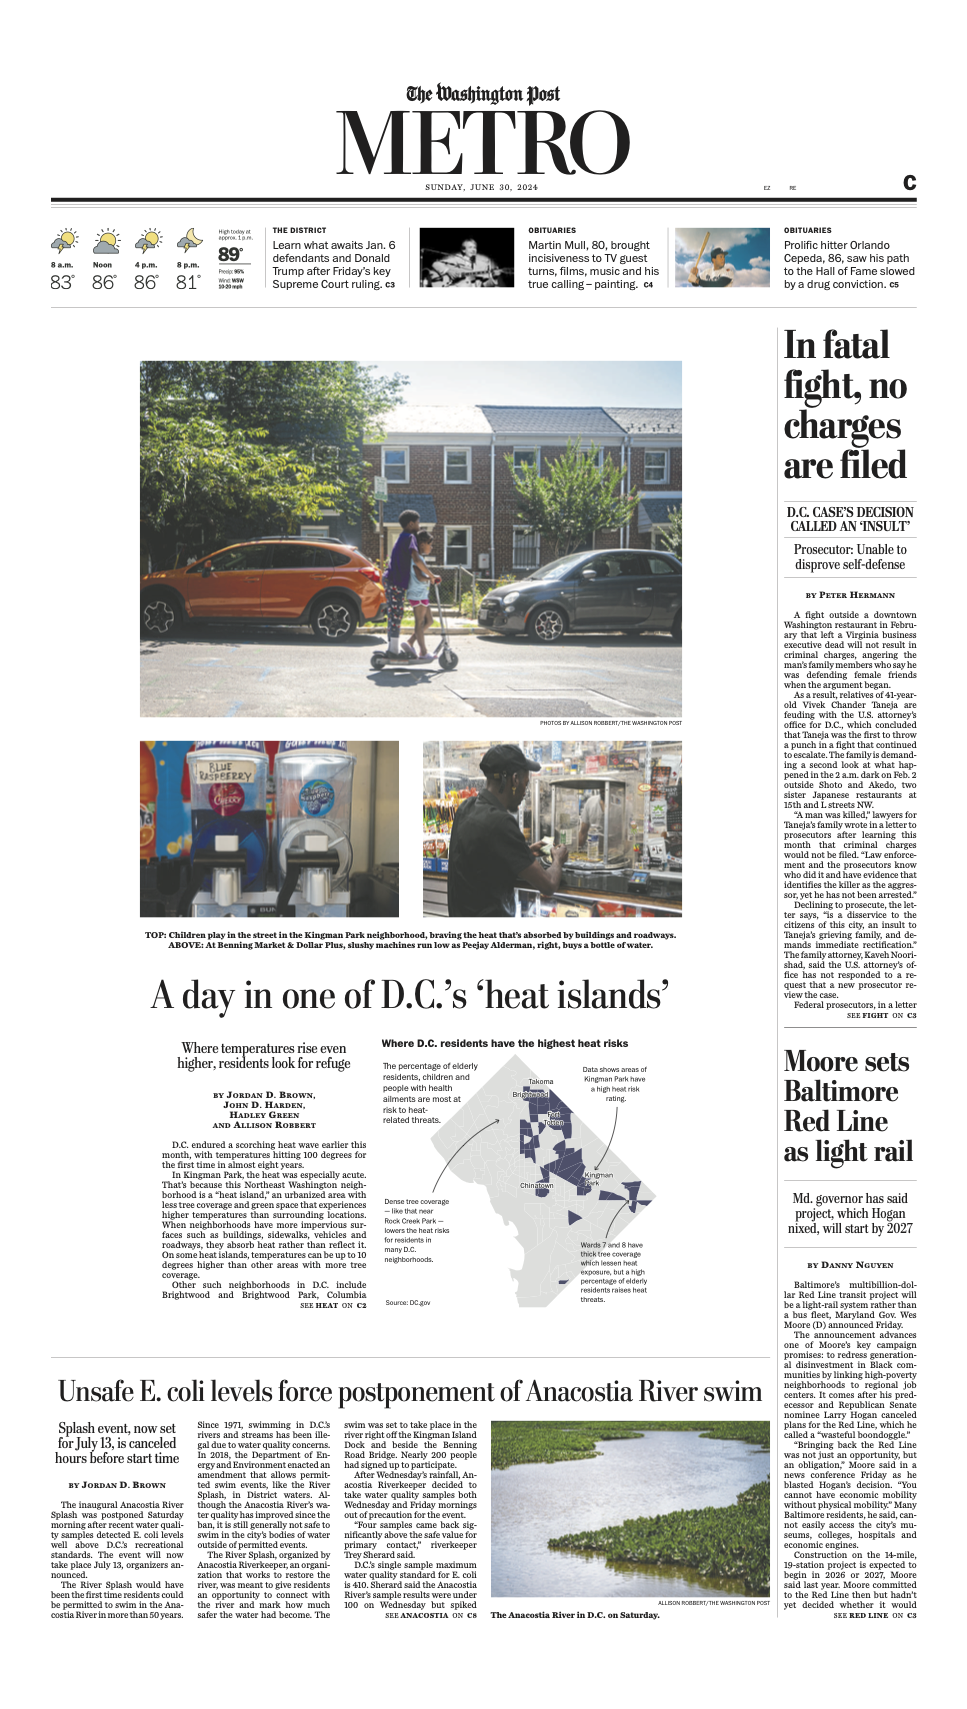 The Washington Post
METRO
SUNDAY, JUNE 30, 2024
EZ RE
C
8 a.m.
83°
Noon
86°
4 p.m.
86°
8 p.m.
81°
High today at
approx. 1 p.m.
89°
Precip: 95%
Wind: WSW
10-20 mph
THE DISTRICT
Learn what awaits Jan. 6
defendants and Donald
Trump after Friday's key
Supreme Court ruling. C3
OBITUARIES
Martin Mull, 80, brought
incisiveness to TV guest
turns, films, music and his
true calling – painting. C4
OBITUARIES
Prolific hitter Orlando
Cepeda, 86, saw his path
to the Hall of Fame slowed
by a drug conviction. C5
PHOTOS BY ALLISON ROBBERT/THE WASHINGTON POST
BLUE
RASPBERRY
CHERRY
BUNN
TOP: Children play in the street in the Kingman Park neighborhood, braving the heat that's absorbed by buildings and roadways.
ABOVE: At Benning Market & Dollar Plus, slushy machines run low as Peejay Alderman, right, buys a bottle of water.
A day in one of D.C.'s 'heat islands'
Where temperatures rise even
higher, residents look for refuge
BY JORDAN D. BROWN,
JOHN D. HARDEN,
HADLEY GREEN
AND ALLISON ROBBERT
D.C. endured a scorching heat wave earlier this
month, with temperatures hitting 100 degrees for
the first time in almost eight years.
In Kingman Park, the heat was especially acute.
That's because this Northeast Washington neigh-
borhood is a "heat island," an urbanized area with
less tree coverage and green space that experiences
higher temperatures than surrounding locations.
When neighborhoods have more impervious sur-
faces such as buildings, sidewalks, vehicles and
roadways, they absorb heat rather than reflect it.
On some heat islands, temperatures can be up to 10
degrees higher than other areas with more tree
coverage.
Other such neighborhoods in D.C. include
Brightwood and Brightwood Park, Columbia
SEE HEAT ON C2
Where D.C. residents have the highest heat risks
The percentage of elderly
residents, children and
people with health
ailments are most at
risk to heat-
related threats.
Data shows areas of
Kingman Park have
a high heat risk
rating.
Takoma
Brightwood
Fort
Totten
Kingman
Park
Chinatown
Dense tree coverage
— like that near
Rock Creek Park —
lowers the heat risks
for residents in
many D.C.
neighborhoods.
Wards 7 and 8 have
thick tree coverage
which lessen heat
exposure, but a high
percentage of elderly
residents raises heat
threats.
Source: DC.gov
In fatal
fight, no
charges
are filed
D.C. CASE'S DECISION
CALLED AN 'INSULT'
Prosecutor: Unable to
disprove self-defense
BY PETER HERMANN
A fight outside a downtown
Washington restaurant in Febru-
ary that left a Virginia business
executive dead will not result in
criminal charges, angering the
man's family members who say he
was defending female friends
when the argument began.
As a result, relatives of 41-year-
old Vivek Chander Taneja are
feuding with the U.S. attorney's
office for D.C., which concluded
that Taneja was the first to throw
a punch in a fight that continued
to escalate. The family is demand-
ing a second look at what hap-
pened in the 2 a.m. dark on Feb. 2
outside Shoto and Akedo, two
sister Japanese restaurants at
15th and L streets NW.
"A man was killed," lawyers for
Taneja's family wrote in a letter to
prosecutors after learning this
month that criminal charges
would not be filed. "Law enforce-
ment and the prosecutors know
who did it and have evidence that
identifies the killer as the aggres-
sor, yet he has not been arrested."
Declining to prosecute, the let-
ter says, "is a disservice to the
citizens of this city, an insult to
Taneja's grieving family, and de-
mands immediate rectification."
The family attorney, Kaveh Noori-
shad, said the U.S. attorney's of-
fice has not responded to a re-
quest that a new prosecutor re-
view the case.
Federal prosecutors, in a letter
SEE FIGHT ON C3
Moore sets
Baltimore
Red Line
as light rail
Md. governor has said
project, which Hogan
nixed, will start by 2027
BY DANNY NGUYEN
Baltimore's multibillion-dol-
lar Red Line transit project will
be a light-rail system rather than
a bus fleet, Maryland Gov. Wes
Moore (D) announced Friday.
The announcement advances
one of Moore's key campaign
promises: to redress generation-
al disinvestment in Black com-
munities by linking high-poverty
neighborhoods to regional job
centers. It comes after his pred-
ecessor and Republican Senate
nominee Larry Hogan canceled
plans for the Red Line, which he
called a "wasteful boondoggle."
"Bringing back the Red Line
was not just an opportunity, but
an obligation," Moore said in a
news conference Friday as he
blasted Hogan's decision. "You
cannot have economic mobility
without physical mobility." Many
Baltimore residents, he said, can-
not easily access the city's mu-
seums, colleges, hospitals and
economic engines.
Construction on the 14-mile,
19-station project is expected to
begin in 2026 or 2027, Moore
said last year. Moore committed
to the Red Line then but hadn't
yet decided whether it would
SEE RED LINE ON C3
Unsafe E. coli levels force postponement of Anacostia River swim
Splash event, now set
for July 13, is canceled
hours before start time
BY JORDAN D. BROWN
The inaugural Anacostia River
Splash was postponed Saturday
morning after recent water quali-
ty samples detected E. coli levels
well above D.C.'s recreational
standards. The event will now
take place July 13, organizers an-
nounced.
The River Splash would have
been the first time residents could
be permitted to swim in the Ana-
costia River in more than 50 years.
Since 1971, swimming in D.C.'s
rivers and streams has been ille-
gal due to water quality concerns.
In 2018, the Department of En-
ergy and Environment enacted an
amendment that allows permit-
ted swim events, like the River
Splash, in District waters. Al-
though the Anacostia River's wa-
ter quality has improved since the
ban, it is still generally not safe to
swim in the city's bodies of water
outside of permitted events.
The River Splash, organized by
Anacostia Riverkeeper, an organi-
zation that works to restore the
river, was meant to give residents
an opportunity to connect with
the river and mark how much
safer the water had become. The
swim was set to take place in the
river right off the Kingman Island
Dock and beside the Benning
Road Bridge. Nearly 200 people
had signed up to participate.
After Wednesday's rainfall, An-
acostia Riverkeeper decided to
take water quality samples both
Wednesday and Friday mornings
out of precaution for the event.
"Four samples came back sig-
nificantly above the safe value for
primary contact," riverkeeper
Trey Sherard said.
D.C.'s single sample maximum
water quality standard for E. coli
is 410. Sherard said the Anacostia
River's sample results were under
100 on Wednesday but spiked
SEE ANACOSTIA ON C8
ALLISON ROBBERT/THE WASHINGTON POST
The Anacostia River in D.C. on Saturday.